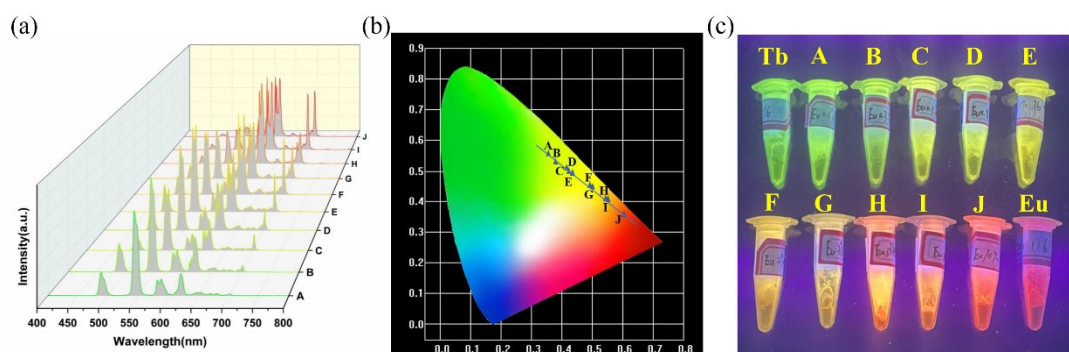 (a)
Intensity(a.u.)
400 450 500 550 600 650 700 750 800
Wavelength(nm)
A
B
C
D
E
F
G
H
I
J
(b)
0.9
0.8
0.7
0.6
0.5
0.4
0.3
0.2
0.1
0.0
0.0 0.1 0.2 0.3 0.4 0.5 0.6 0.7 0.8
A
B
C
D
E
F
G
H
I
J
(c)
Tb A B C D E
F G H I J Eu